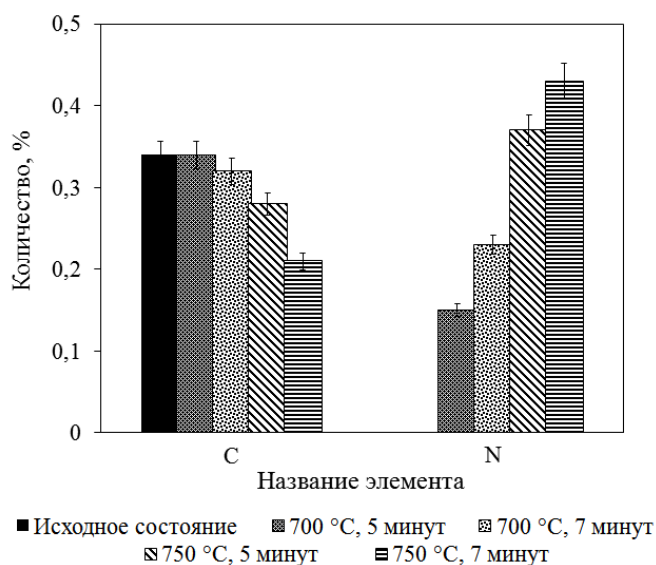 0,5
0,4
0,3
0,2
0,1
0
Количество, %
C N
Название элемента
Исходное состояние 700 °C, 5 минут 700 °C, 7 минут
750 °C, 5 минут 750 °C, 7 минут